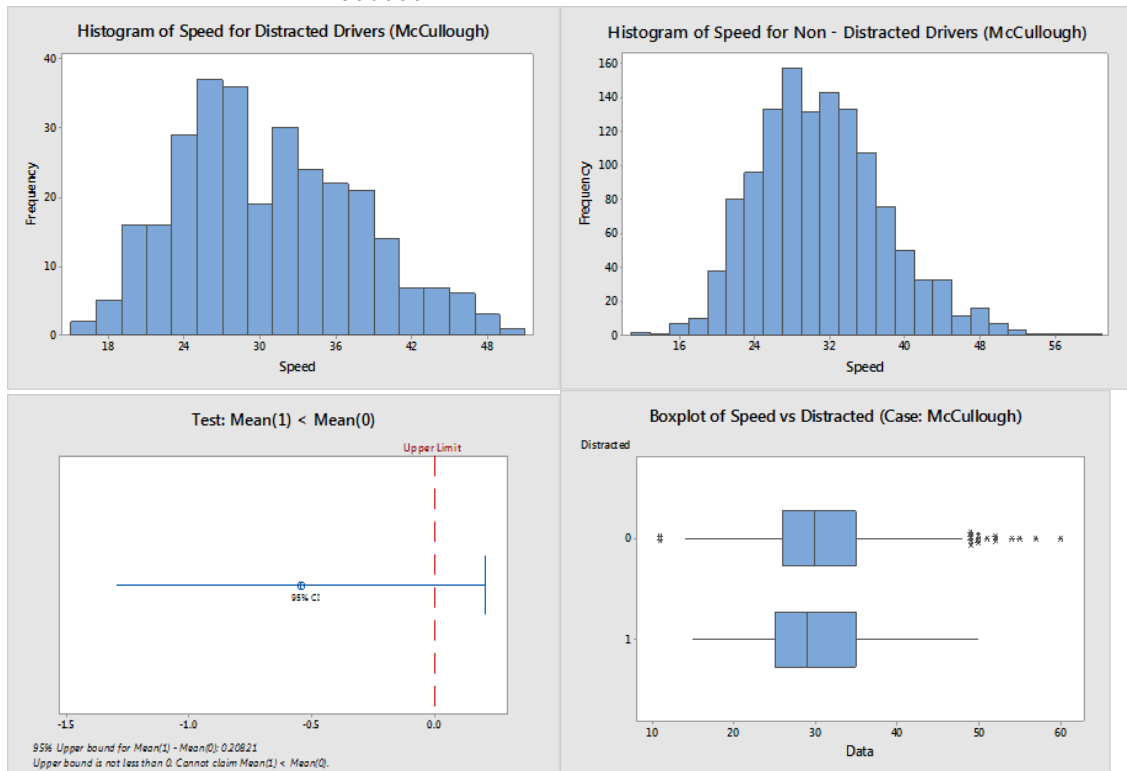 Histogram of Speed for Distracted Drivers (McCullough)
40
30
20
10
0
Frequency
18 24 30 36 42 48
Speed
Histogram of Speed for Non - Distracted Drivers (McCullough)
160
140
120
100
80
60
40
20
0
Frequency
16 24 32 40 48 56
Speed
Test: Mean(1) < Mean(0)
Upper Limit
95% CI
-1.5 -1.0 -0.5 0.0
95% Upper bound for Mean(1) - Mean(0): 0.20821
Upper bound is not less than 0. Cannot claim Mean(1) < Mean(0).
Boxplot of Speed vs Distracted (Case: McCullough)
Distracted
0
1
10 20 30 40 50 60
Data